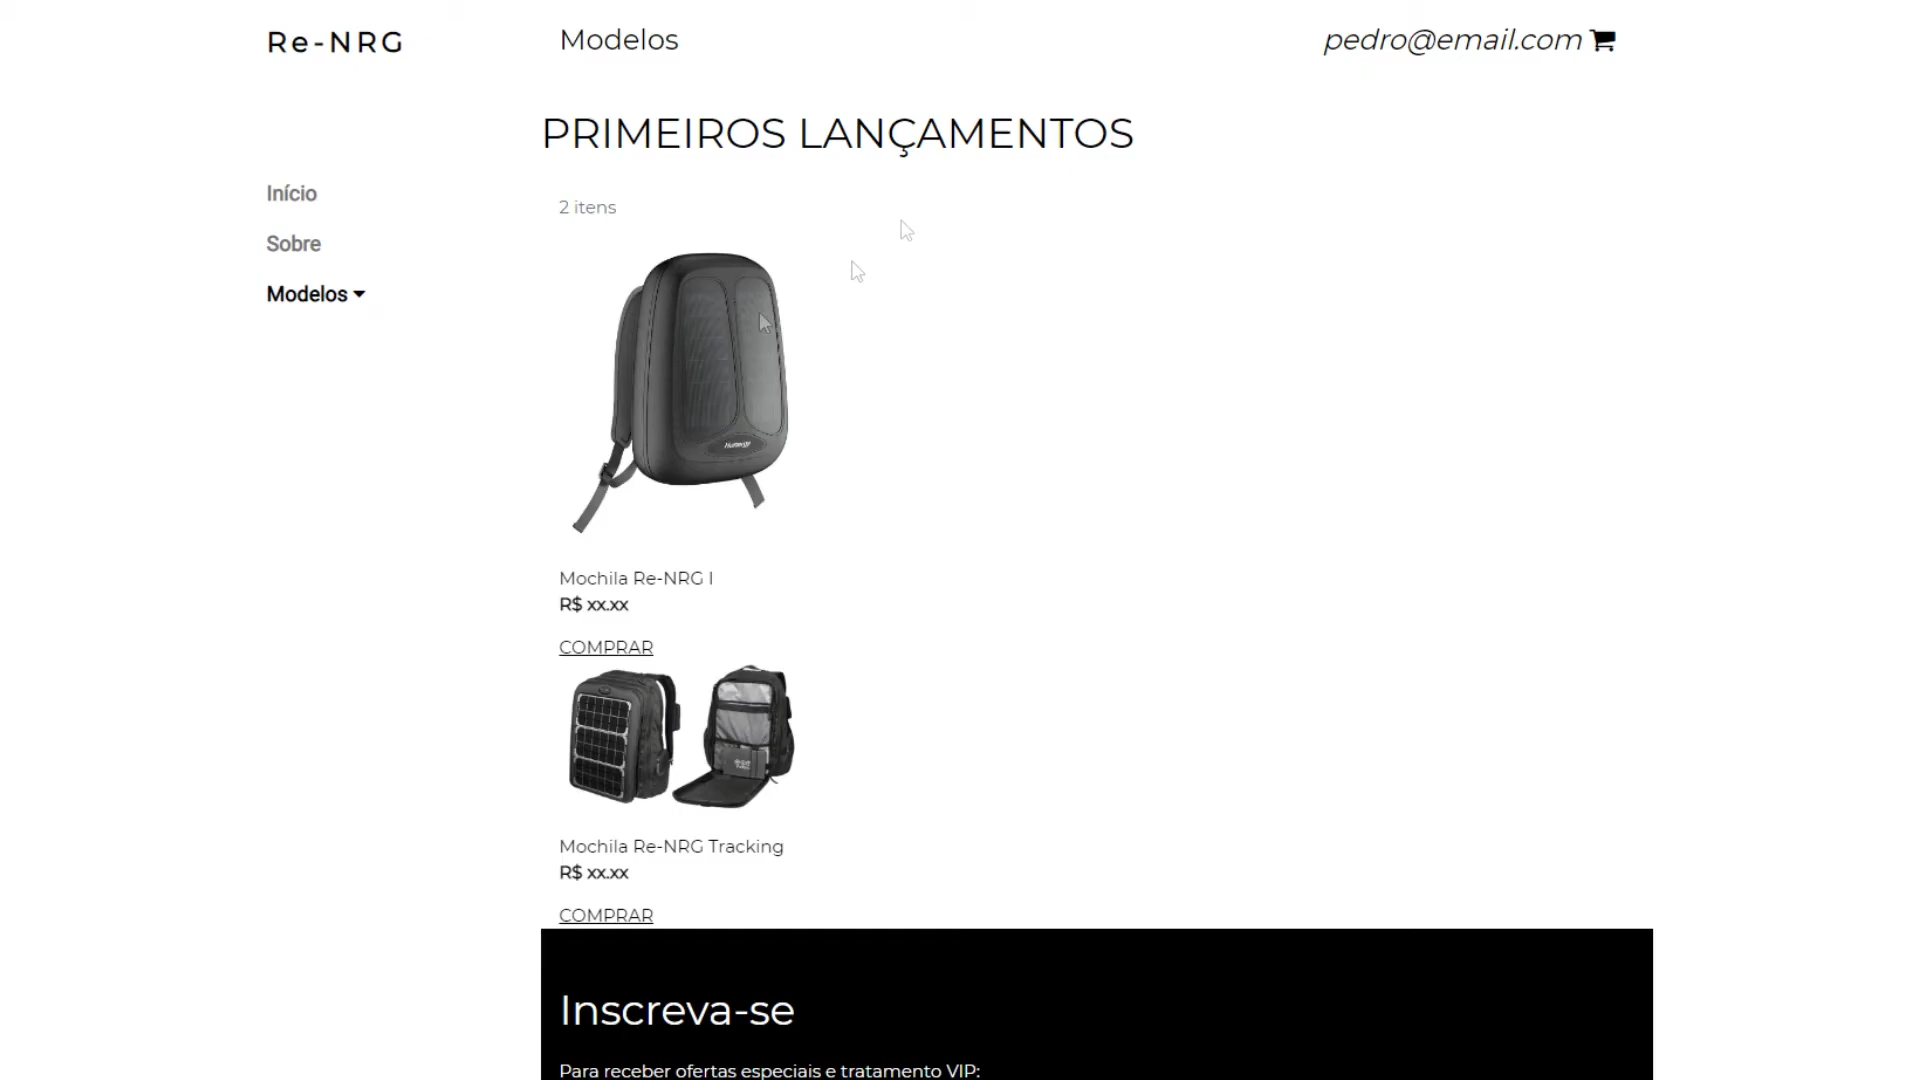 Re-NRG
Modelos
pedro@email.com
PRIMEIROS LANÇAMENTOS
Início
Sobre
Modelos
2 itens
Mochila Re-NRG I
R$ xx.xx
COMPRAR
Mochila Re-NRG Tracking
R$ xx.xx
COMPRAR
Inscreva-se
Para receber ofertas especiais e tratamento VIP: